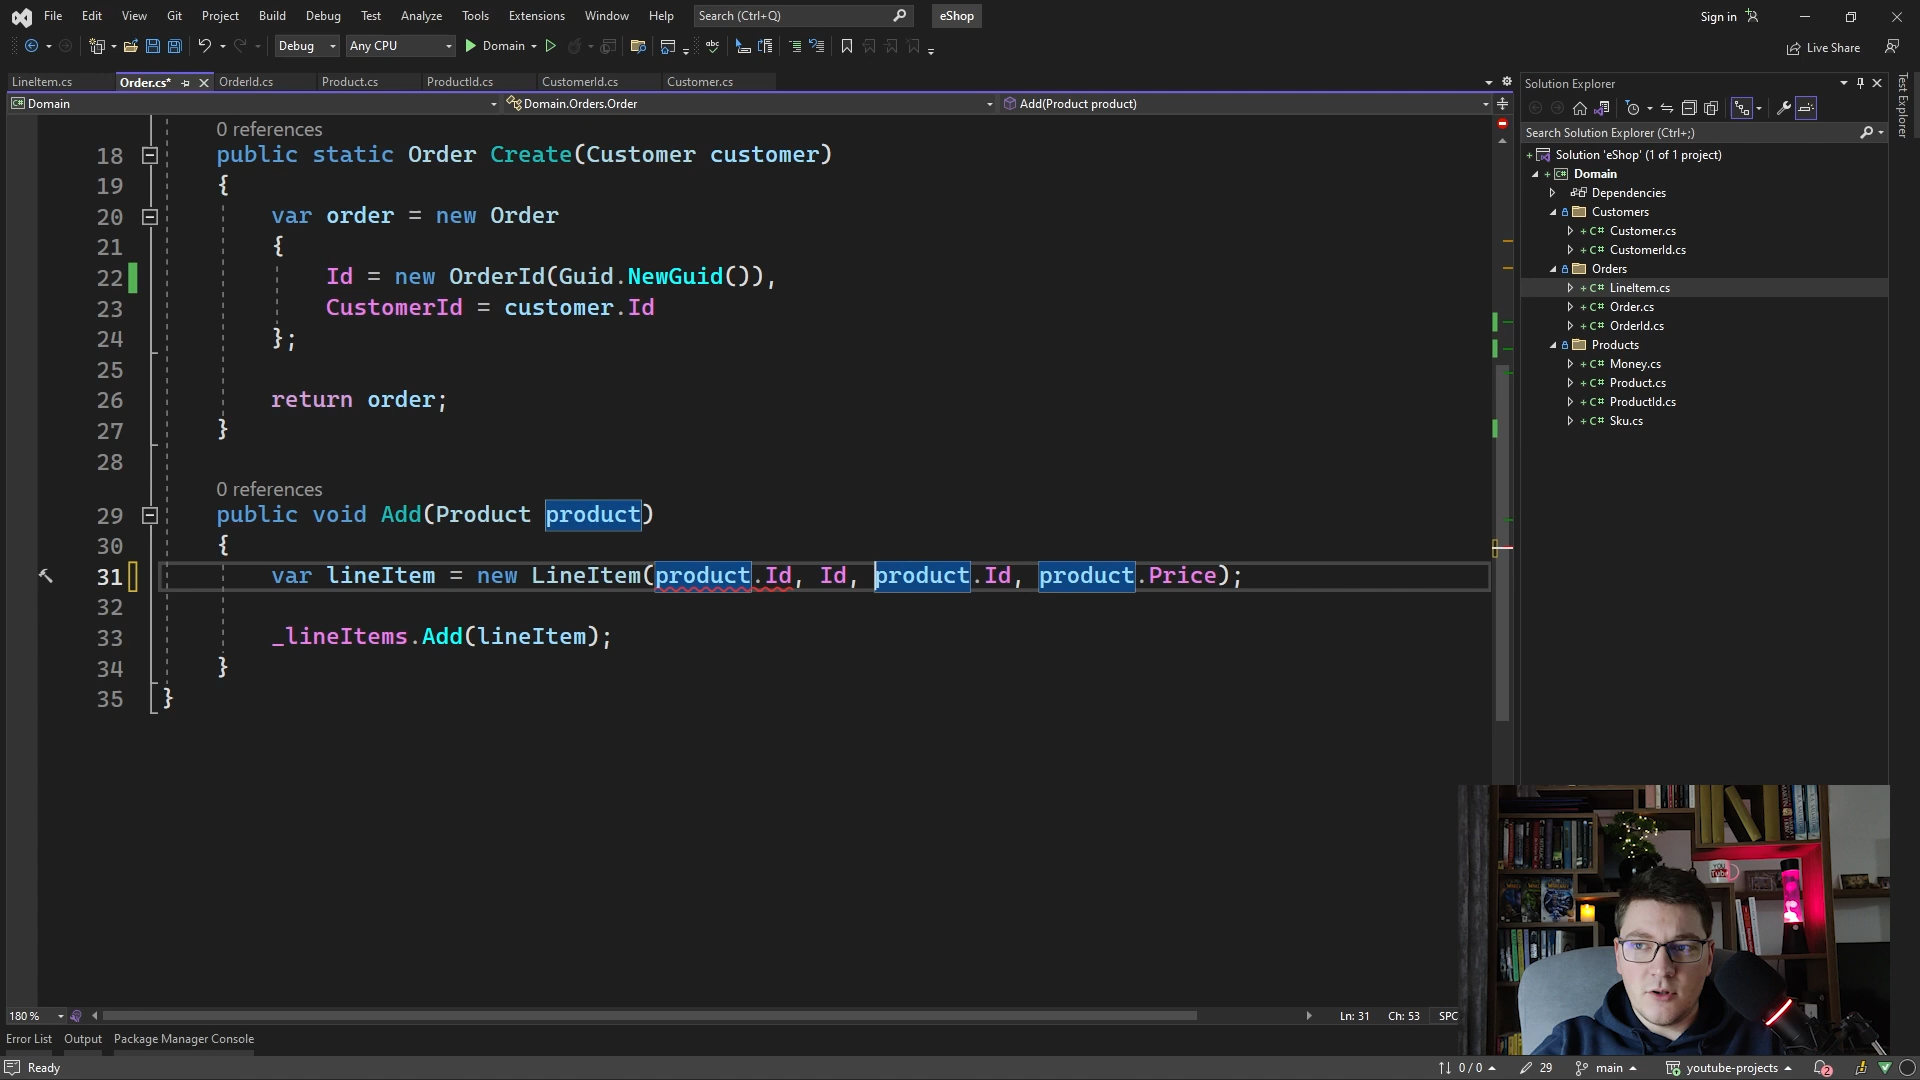 File Edit View Git Project Build Debug Test Analyze Tools Extensions Window Help Search (Ctrl+Q) eShop Sign in
Debug Any CPU Domain Live Share
LineItem.cs Order.cs* OrderId.cs Product.cs ProductId.cs CustomerId.cs Customer.cs
Domain Domain.Orders.Order Add(Product product)
0 references
18 public static Order Create(Customer customer)
19 {
20 var order = new Order
21 {
22 Id = new OrderId(Guid.NewGuid()),
23 CustomerId = customer.Id
24 };
25
26 return order;
27 }
28
0 references
29 public void Add(Product product)
30 {
31 var lineItem = new LineItem(product.Id, Id, product.Id, product.Price);
32
33 _lineItems.Add(lineItem);
34 }
35 }
Solution Explorer
Search Solution Explorer (Ctrl+;)
Solution 'eShop' (1 of 1 project)
Domain
Dependencies
Customers
C# Customer.cs
C# CustomerId.cs
Orders
C# LineItem.cs
C# Order.cs
C# OrderId.cs
Products
C# Money.cs
C# Product.cs
C# ProductId.cs
C# Sku.cs
Test Explorer
180 % Ln: 31 Ch: 53 SPC
Error List Output Package Manager Console
Ready 0 / 0 29 main youtube-projects 2